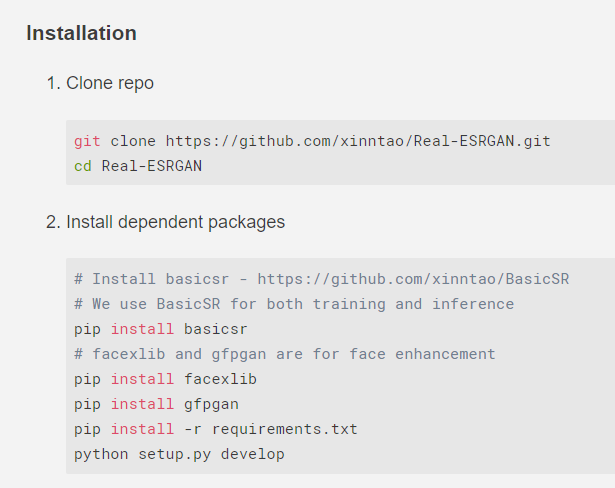 Installation
1. Clone repo
git clone https://github.com/xinntao/Real-ESRGAN.git
cd Real-ESRGAN
2. Install dependent packages
# Install basicsr - https://github.com/xinntao/BasicSR
# We use BasicSR for both training and inference
pip install basicsr
# facexlib and gfpgan are for face enhancement
pip install facexlib
pip install gfpgan
pip install -r requirements.txt
python setup.py develop